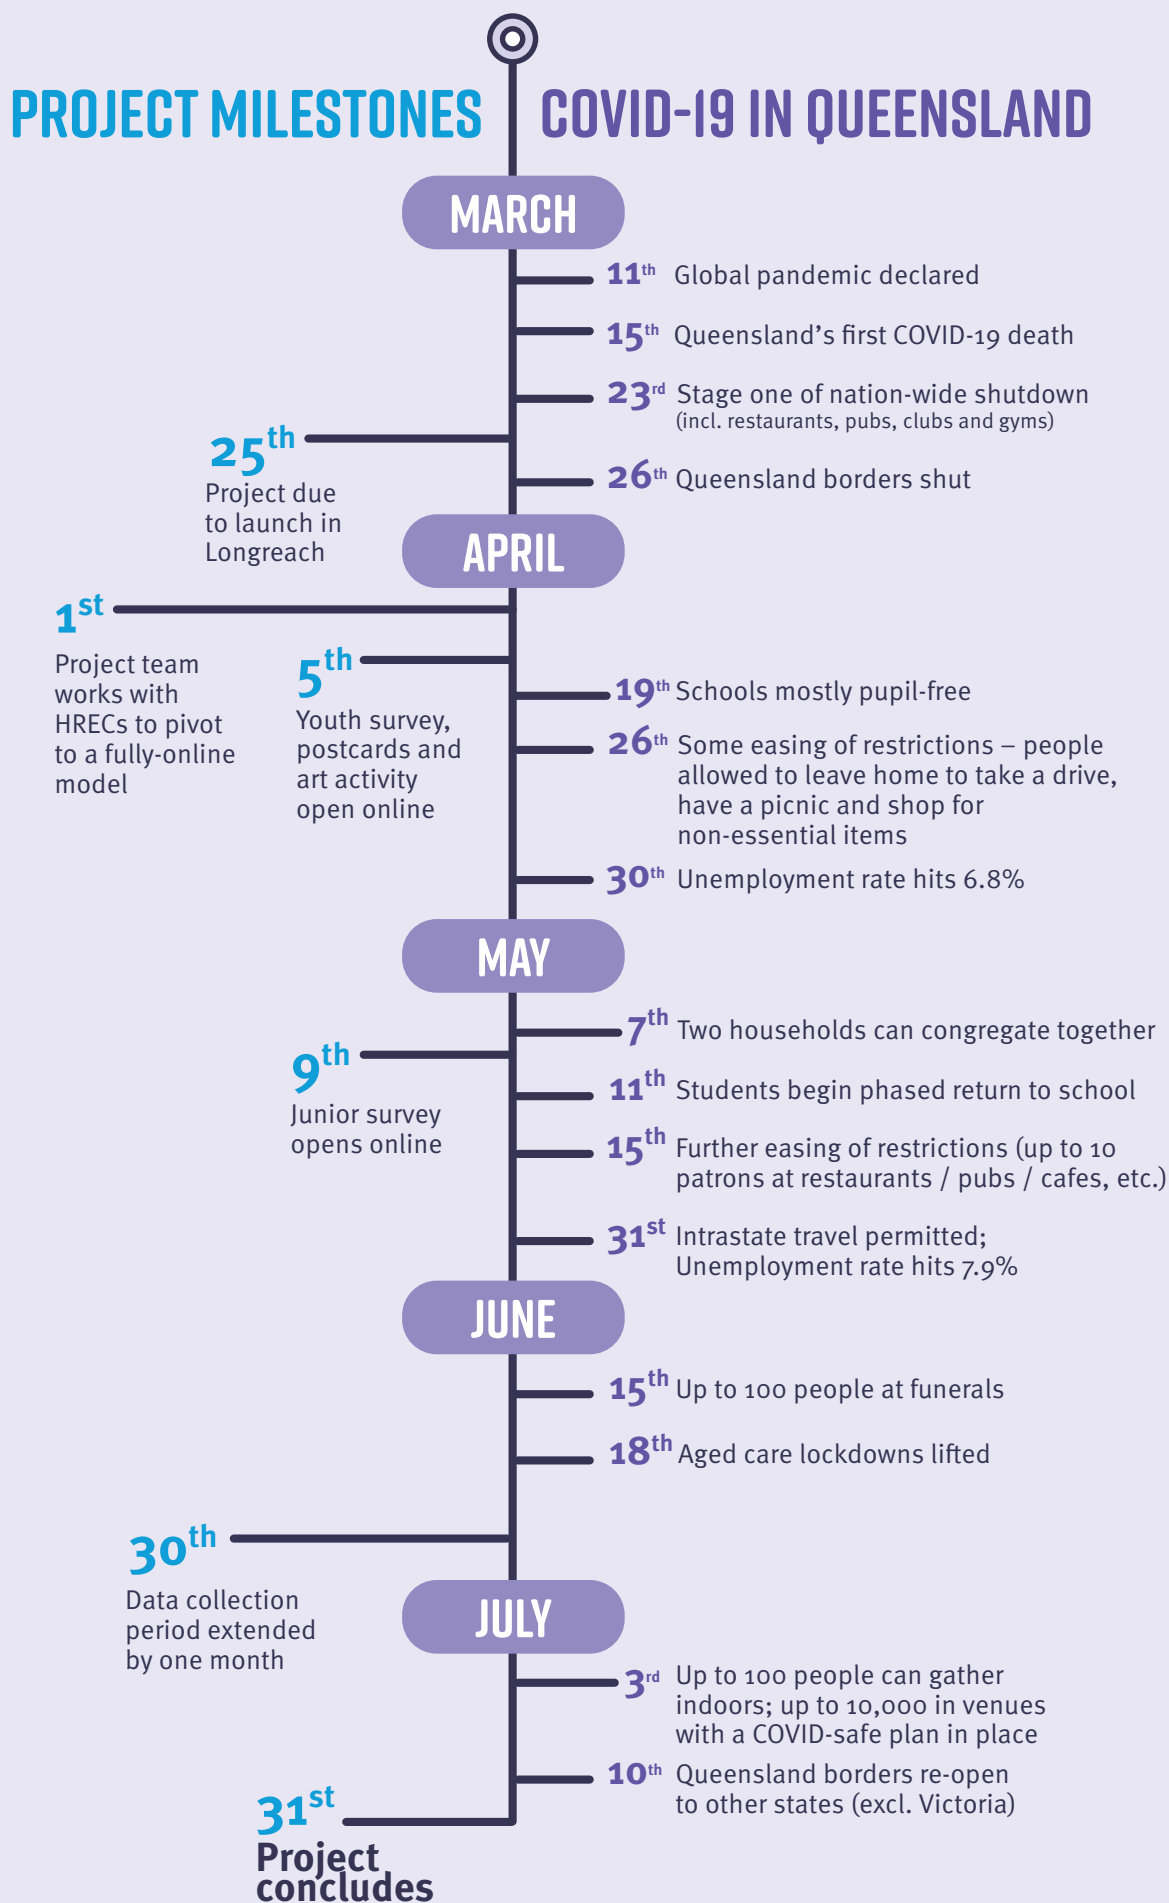 PROJECT MILESTONES
COVID-19 IN QUEENSLAND
MARCH
11th Global pandemic declared
15th Queensland's first COVID-19 death
23rd Stage one of nation-wide shutdown
(incl. restaurants, pubs, clubs and gyms)
25th
Project due
to launch in
Longreach
26th Queensland borders shut
APRIL
1st
Project team
works with
HRECs to pivot
to a fully-online
model
5th
Youth survey,
postcards and
art activity
open online
19th Schools mostly pupil-free
26th Some easing of restrictions – people
allowed to leave home to take a drive,
have a picnic and shop for
non-essential items
30th Unemployment rate hits 6.8%
MAY
7th Two households can congregate together
9th
Junior survey
opens online
11th Students begin phased return to school
15th Further easing of restrictions (up to 10
patrons at restaurants / pubs / cafes, etc.)
31st Intrastate travel permitted;
Unemployment rate hits 7.9%
JUNE
15th Up to 100 people at funerals
18th Aged care lockdowns lifted
30th
Data collection
period extended
by one month
JULY
3rd Up to 100 people can gather
indoors; up to 10,000 in venues
with a COVID-safe plan in place
10th Queensland borders re-open
to other states (excl. Victoria)
31st
Project
concludes